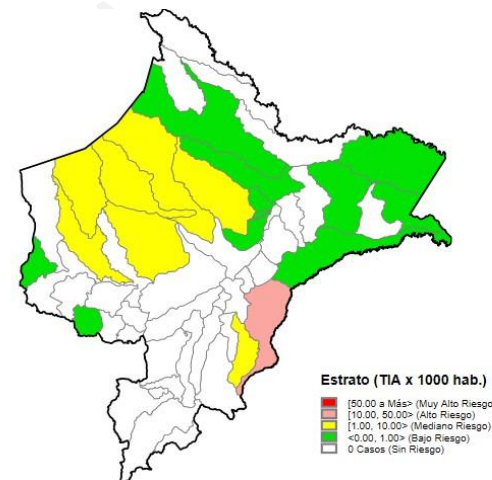 Estrato (TIA x 1000 hab.)
[50.00 a Más> (Muy Alto Riesgo
[10.00, 50.00> (Alto Riesgo)
[1.00, 10.00> (Mediano Riesgo)
<0.00, 1.00> (Bajo Riesgo)
0 Casos (Sin Riesgo)